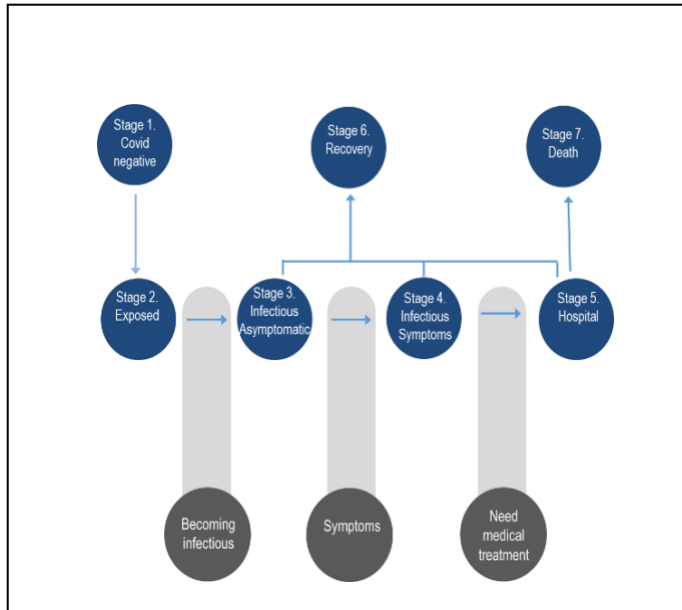 Stage 1.
Covid
negative
Stage 6.
Recovery
Stage 7.
Death
Stage 2.
Exposed
Stage 3.
Infectious
Asymptomatic
Stage 4.
Infectious
Symptoms
Stage 5.
Hospital
Becoming
infectious
Symptoms
Need
medical
treatment